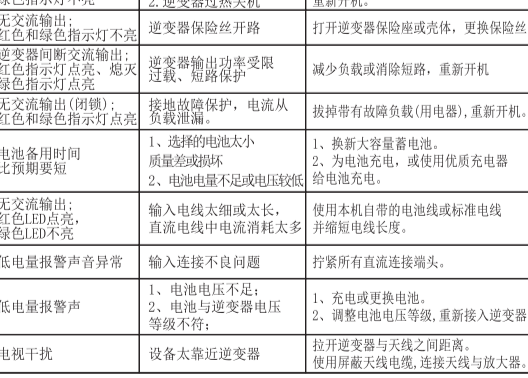 2.逆变器过热关机
重新开机。
无交流输出;
红色和绿色指示灯不亮
逆变器保险丝开路
打开逆变器保险座或壳体，更换保险丝
逆变器间断交流输出;
红色指示灯点亮、熄灭
绿色指示灯点亮
逆变器输出功率受限
过载、短路保护
减少负载或消除短路，重新开机
无交流输出(闭锁);
红色和绿色指示灯点亮
接地故障保护，电流从
负载泄漏。
拔掉带有故障负载(用电器),重新开机。
电池备用时间
比预期要短
1、选择的电池太小
质量差或损坏
2、电池电量不足或电压较低
1、换新大容量蓄电池。
2、为电池充电，或使用优质充电器
给电池充电。
无交流输出;
红色LED点亮，
绿色LED不亮
输入电线太细或太长，
直流电线中电流消耗太多
使用本机自带的电池线或标准电线
并缩短电线长度。
低电量报警声音异常
输入连接不良问题
拧紧所有直流连接端头。
低电量报警声
1、电池电压不足;
2、电池与逆变器电压
等级不符;
1、充电或更换电池。
2、调整电池电压等级,重新接入逆变器
电视干扰
设备太靠近逆变器
拉开逆变器与天线之间距离。
使用屏蔽天线电缆,连接天线与放大器。